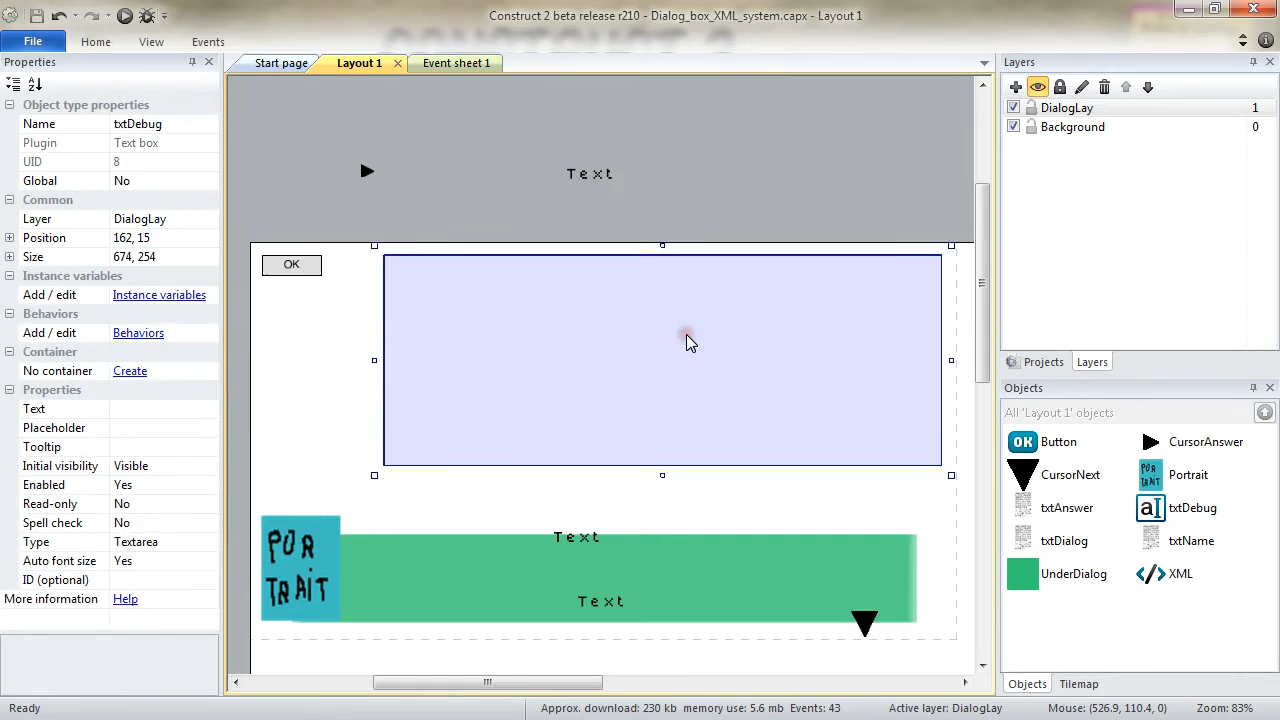 Construct 2 beta release r210 - Dialog_box_XML_system.capx - Layout 1
File Home View Events
Properties
Start page Layout 1 Event sheet 1
Layers
Object type properties
Name txtDebug
Plugin Text box
UID 8
Global No
Common
Layer DialogLay
Position 162, 15
Size 674, 254
Instance variables
Add / edit Instance variables
Behaviors
Add / edit Behaviors
Container
No container Create
Properties
Text
Placeholder
Tooltip
Initial visibility Visible
Enabled Yes
Read-only No
Spell check No
Type Textarea
Auto font size Yes
ID (optional)
More information Help
Text
OK
Text
POR
TRAIT
Text
DialogLay 1
Background 0
Projects Layers
Objects
All 'Layout 1' objects
OK Button CursorAnswer
CursorNext POR TRAIT Portrait
txtAnswer aI txtDebug
txtDialog txtName
UnderDialog </> XML
Objects Tilemap
Ready Approx. download: 230 kb memory use: 5.6 mb Events: 43 Active layer: DialogLay Mouse: (526.9, 110.4, 0) Zoom: 83%